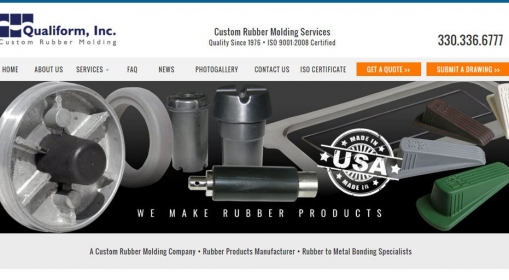 Qualiform, Inc.
Custom Rubber Molding
Custom Rubber Molding Services
Quality Since 1976 • ISO 9001-2008 Certified
330.336.6777
HOME ABOUT US SERVICES FAQ NEWS PHOTOGALLERY CONTACT US ISO CERTIFICATE GET A QUOTE >> SUBMIT A DRAWING >>
MADE IN
USA
MADE IN
WE MAKE RUBBER PRODUCTS
A Custom Rubber Molding Company • Rubber Products Manufacturer • Rubber to Metal Bonding Specialists